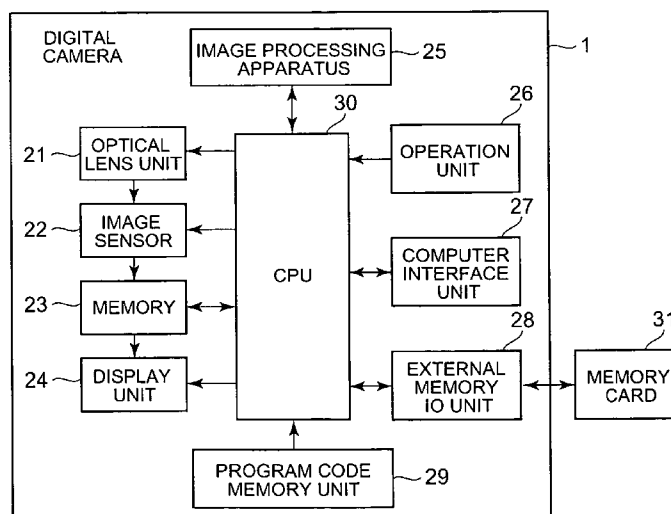 DIGITAL
CAMERA
IMAGE PROCESSING
APPARATUS
25
1
30
26
21
OPTICAL
LENS UNIT
OPERATION
UNIT
22
IMAGE
SENSOR
27
COMPUTER
INTERFACE
UNIT
CPU
23
MEMORY
28
31
24
DISPLAY
UNIT
EXTERNAL
MEMORY
IO UNIT
MEMORY
CARD
PROGRAM CODE
MEMORY UNIT
29